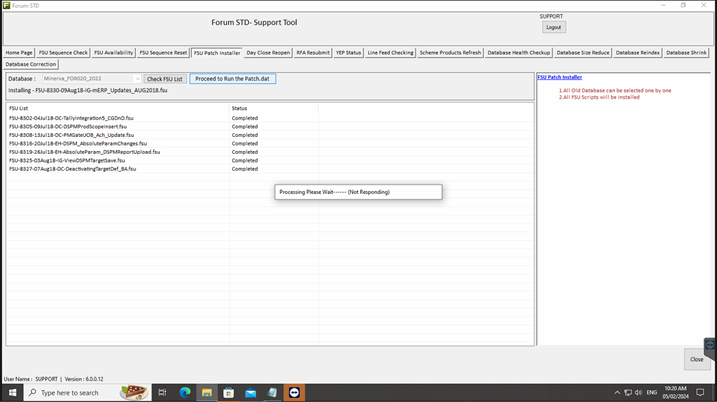 Forum-STD
Forum STD- Support Tool
SUPPORT
Logout
Home Page
FSU Sequence Check
FSU Availability
FSU Sequence Reset
FSU Patch Installer
Day Close Reopen
RFA Resubmit
YEP Status
Line Feed Checking
Scheme Products Refresh
Database Health Checkup
Database Size Reduce
Database Reindex
Database Shrink
Database Correction
Database :
Minerva_FORD20_2022
Check FSU List
Proceed to Run the Patch.dat
Installing - FSU-8330-09Aug18-IG-mERP_Updates_AUG2018.fsu
FSU Patch Installer
1.All Old Database can be selected one by one
2.All FSU Scripts will be installed
FSU List Status
FSU-8302-04Jul18-DC-TallyIntegration5_CGDnD.fsu Completed
FSU-8305-09Jul18-DC-DSPMProdScopeInsert.fsu Completed
FSU-8308-13Jul18-DC-PMGateUOB_Ach_Update.fsu Completed
FSU-8316-20Jul18-EH-DSPM_AbsoluteParamChanges.fsu Completed
FSU-8319-26Jul18-EH-AbsoluteParam_DSPMReportUpload.fsu Completed
FSU-8325-03Aug18-IG-ViewDSPMTargetSave.fsu Completed
FSU-8327-07Aug18-DC-DeactivatingTargetDef_BA.fsu Completed
Processing Please Wait------ (Not Responding)
Close
User Name : SUPPORT | Version : 6.0.0.12
Type here to search
ENG
10:20 AM
05/02/2024